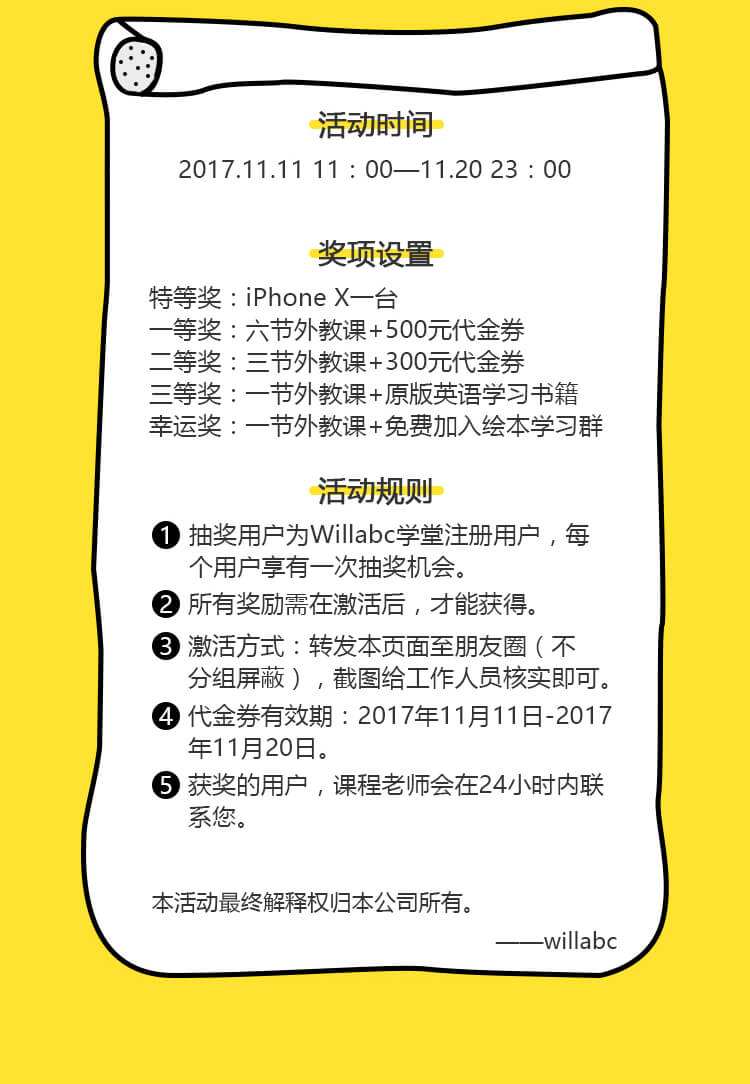 活动时间
2017.11.11 11：00—11.20 23：00
奖项设置
特等奖：iPhone X一台
一等奖：六节外教课+500元代金券
二等奖：三节外教课+300元代金券
三等奖：一节外教课+原版英语学习书籍
幸运奖：一节外教课+免费加入绘本学习群
活动规则
1 抽奖用户为Willabc学堂注册用户，每
个用户享有一次抽奖机会。
2 所有奖励需在激活后，才能获得。
3 激活方式：转发本页面至朋友圈（不
分组屏蔽），截图给工作人员核实即可。
4 代金券有效期：2017年11月11日-2017
年11月20日。
5 获奖的用户，课程老师会在24小时内联
系您。
本活动最终解释权归本公司所有。
——willabc